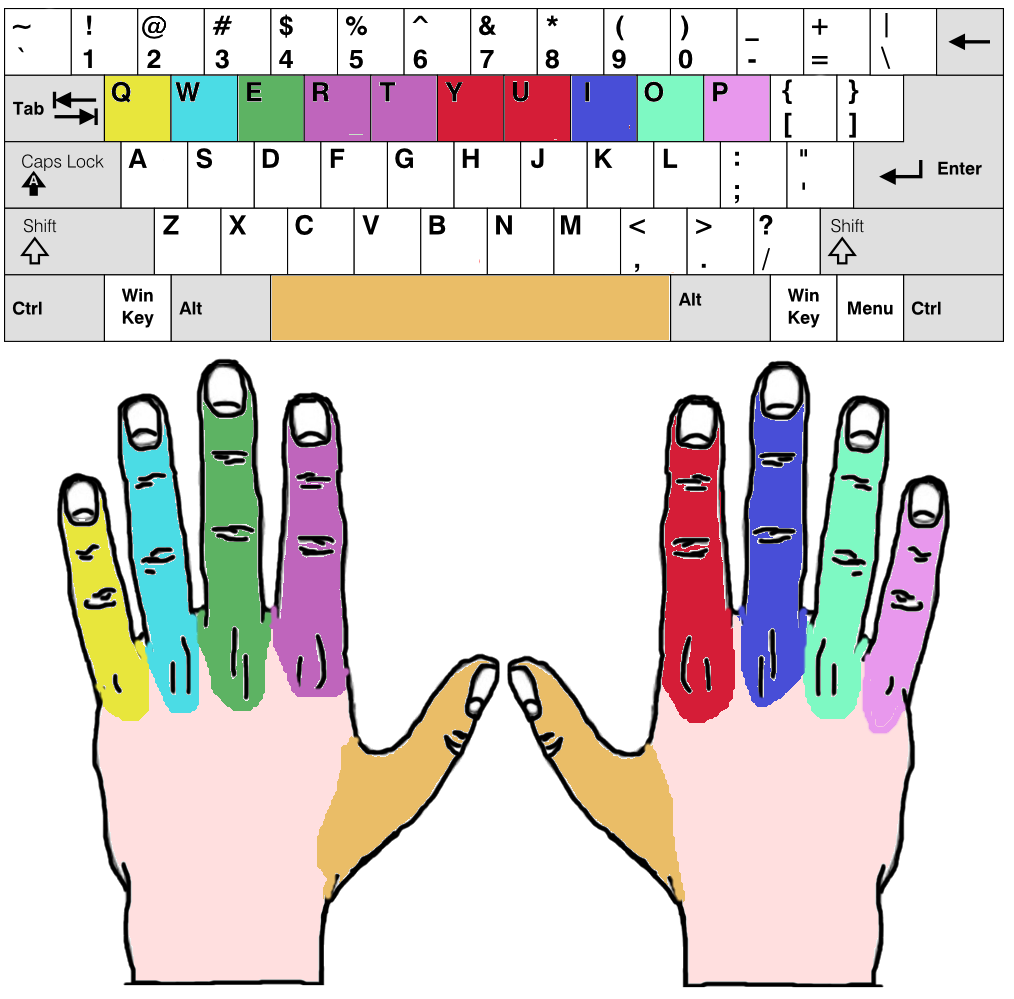 ~ ! @ # $ % ^ & * ( ) _ + |
` 1 2 3 4 5 6 7 8 9 0 - = \
Tab Q W E R T Y U I O P { }
[ ]
Caps Lock A S D F G H J K L : "
A ; ' Enter
Shift Z X C V B N M < > ? Shift
, . /
Ctrl Win Key Alt Alt Win Key Menu Ctrl